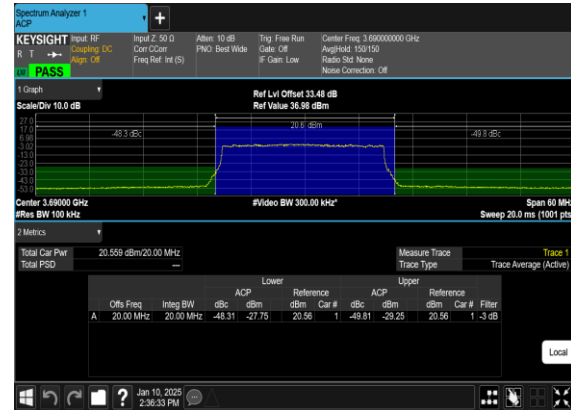 Spectrum Analyzer 1
ACP
KEYSIGHT Input: RF Input Z: 50 Ω Atten: 10 dB Trig: Free Run Center Freq: 3.690000000 GHz
R T Coupling: DC Corr CCorr PNO: Best Wide Gate: Off Avg|Hold: 150/150
Align: Off Freq Ref: Int (S) IF Gain: Low Radio Std: None
LU PASS Noise Correction: Off
1 Graph
Ref Lvl Offset 33.48 dB
Scale/Div 10.0 dB Ref Value 36.98 dBm
27.0
17.0 -48.3 dBc 20.6 dBm -49.8 dBc
6.98
-3.02
-13.0
-23.0
-33.0
-43.0
-53.0
Center 3.69000 GHz #Video BW 300.00 kHz* Span 60 MHz
#Res BW 100 kHz Sweep 20.0 ms (1001 pts)
2 Metrics
Total Car Pwr 20.559 dBm/20.00 MHz Measure Trace Trace 1
Total PSD --- Trace Type Trace Average (Active)
Lower Upper
ACP Reference ACP Reference
Offs Freq Integ BW dBc dBm dBm Car # dBc dBm dBm Car # Filter
A 20.00 MHz 20.00 MHz -48.31 -27.75 20.56 1 -49.81 -29.25 20.56 1 -3 dB
Local
? Jan 10, 2025
2:36:33 PM